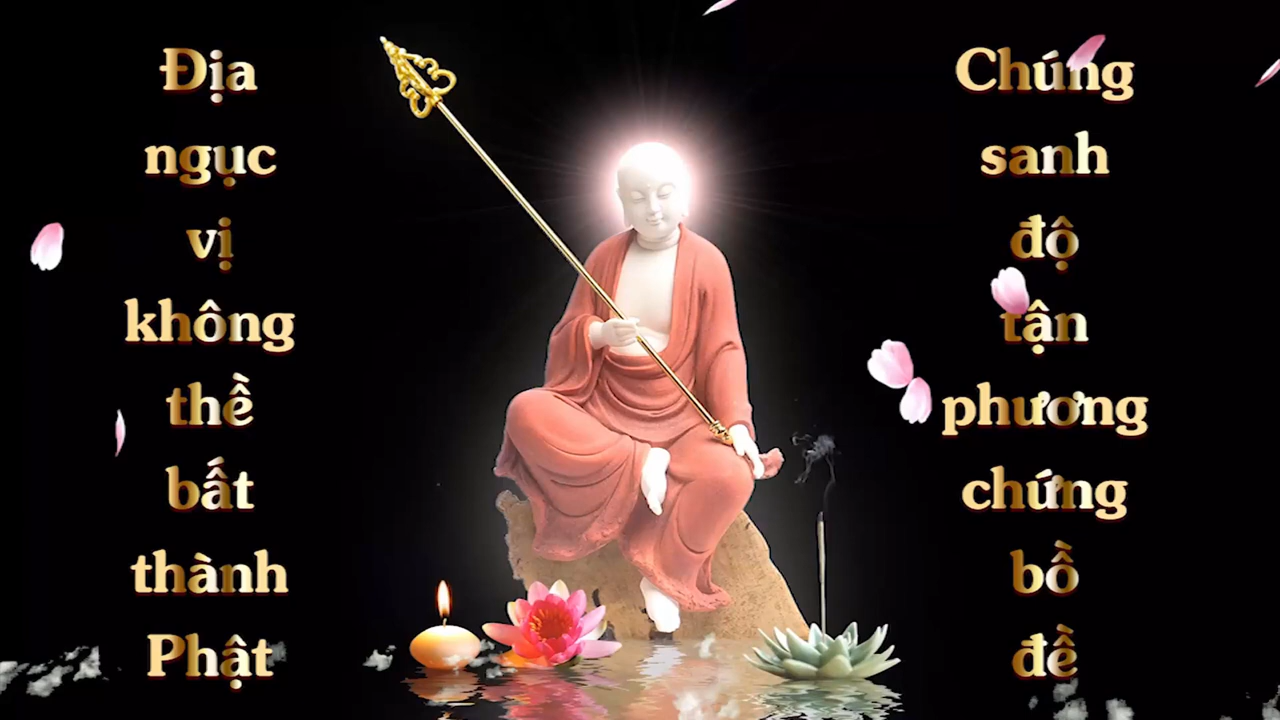 Địa
ngục
vị
không
thề
bất
thành
Phật
Chúng
sanh
độ
tận
phương
chứng
bồ
đề